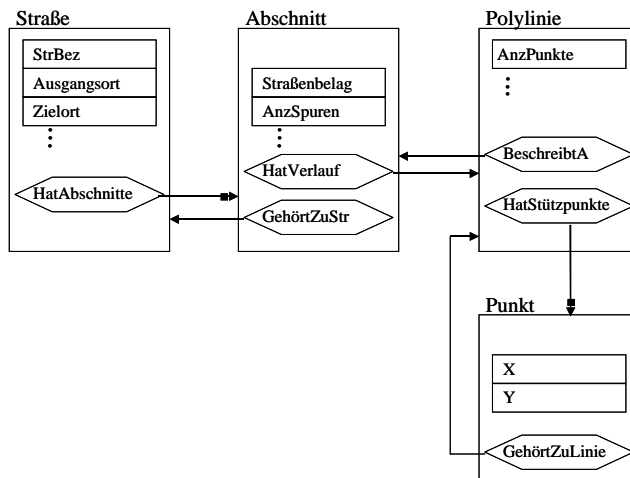 Straße
StrBez
Ausgangsort
Zielort
HatAbschnitte
Abschnitt
Straßenbelag
AnzSpuren
HatVerlauf
GehörtZuStr
Polylinie
AnzPunkte
BeschreibtA
HatStützpunkte
Punkt
X
Y
GehörtZuLinie